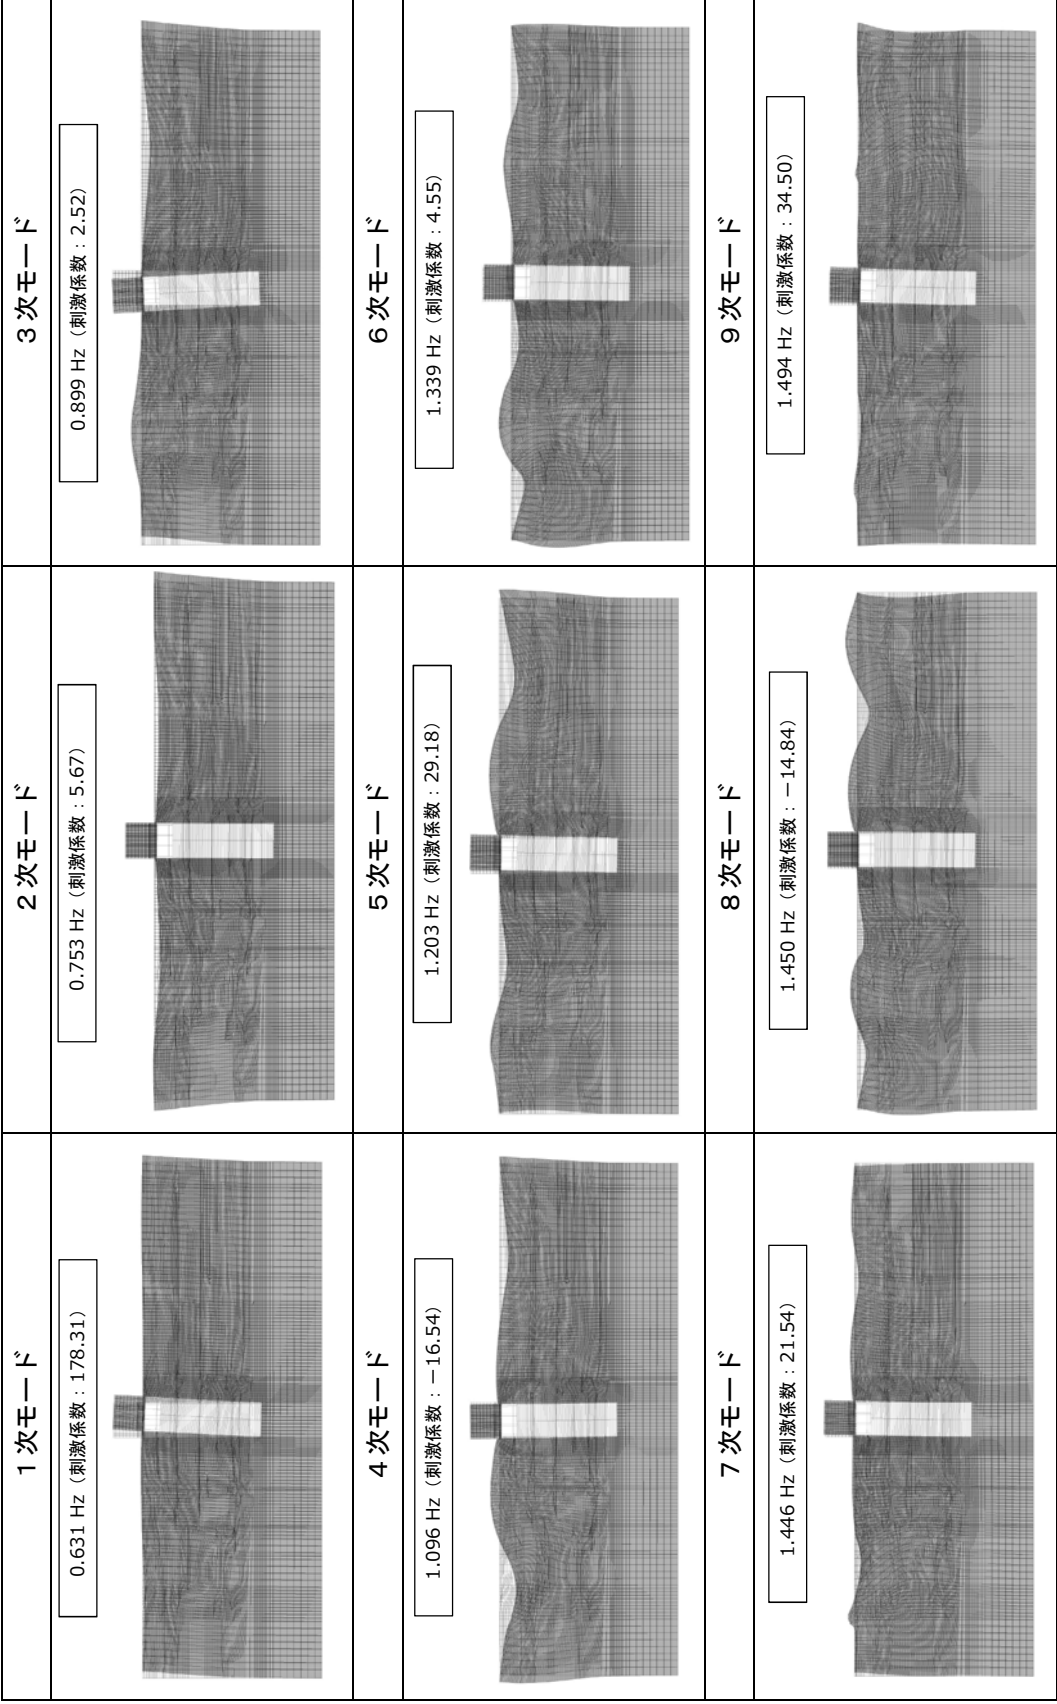 1次モード
0.631 Hz（刺激係数：178.31）
2次モード
0.753 Hz（刺激係数：5.67）
3次モード
0.899 Hz（刺激係数：2.52）
4次モード
1.096 Hz（刺激係数：－16.54）
5次モード
1.203 Hz（刺激係数：29.18）
6次モード
1.339 Hz（刺激係数：4.55）
7次モード
1.446 Hz（刺激係数：21.54）
8次モード
1.450 Hz（刺激係数：－14.84）
9次モード
1.494 Hz（刺激係数：34.50）